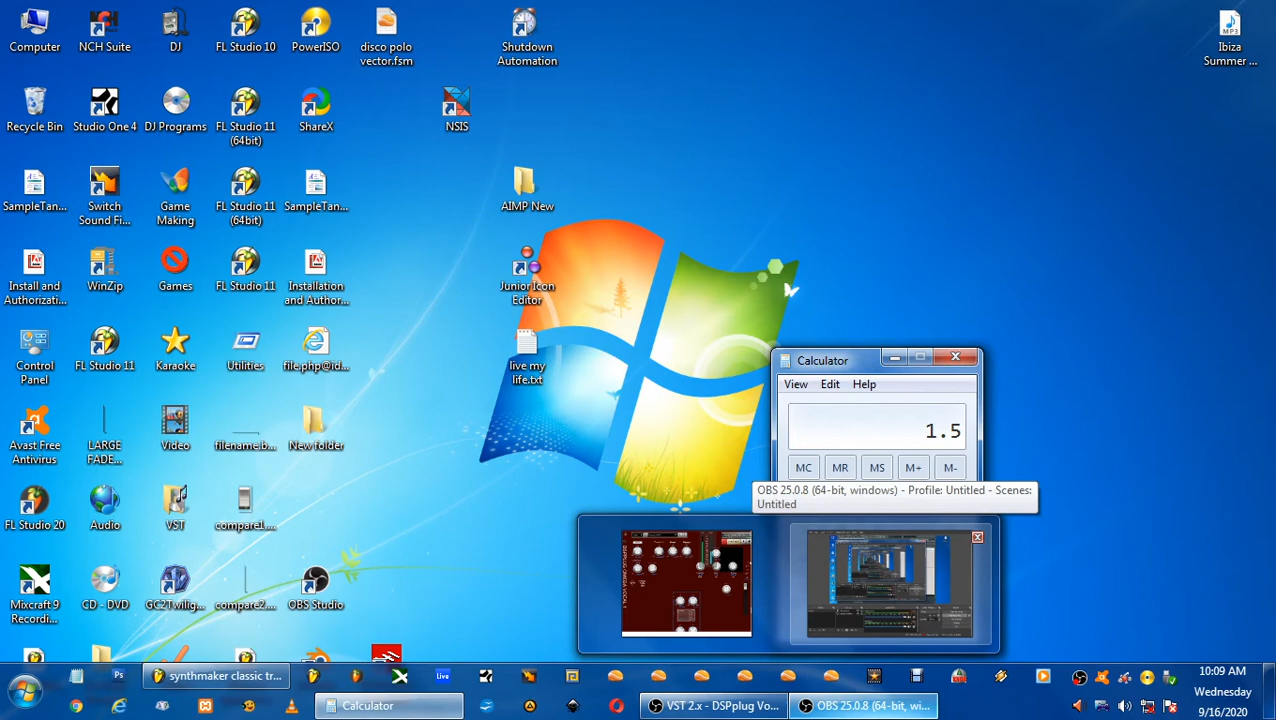 Computer
NCH Suite
DJ
FL Studio 10
PowerISO
disco polo
vector.fsm
Shutdown
Automation
MP3
Ibiza
Summer ...
Recycle Bin
Studio One 4
DJ Programs
FL Studio 11
(64bit)
ShareX
NSIS
SampleTan...
Switch
Sound Fi...
Game
Making
FL Studio 11
(64bit)
SampleTan...
AIMP New
Install and
Authorizati...
WinZip
Games
FL Studio 11
Installation
and Author...
Junior Icon
Editor
Control
Panel
FL Studio 11
Karaoke
Utilities
file.php@id...
live my
life.txt
Calculator
View Edit Help
1.5
MC MR MS M+ M-
Avast Free
Antivirus
LARGE
FADE...
Video
filename.b...
New folder
OBS 25.0.8 (64-bit, windows) - Profile: Untitled - Scenes:
Untitled
FL Studio 20
Audio
VST
compare1....
Mixcraft 9
Recordi...
CD - DVD
GC2Twilig...
compare2....
OBS Studio
Ps
synthmaker classic tr...
Live
10:09 AM
Wednesday
9/16/2020
Calculator
VST 2.x - DSPplug Vo...
OBS 25.0.8 (64-bit, wi...